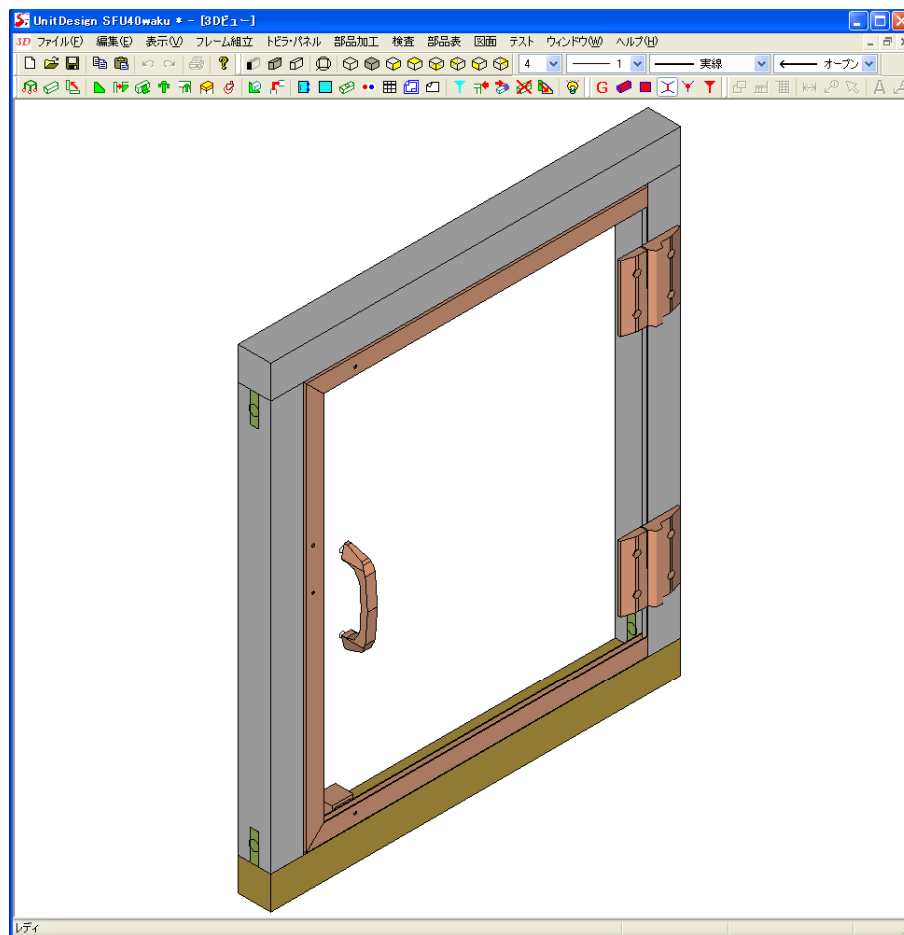 UnitDesign SFU40waku * - [3Dビュー]
3D ファイル(F) 編集(E) 表示(V) フレーム組立 トビラ・パネル 部品加工 検査 部品表 図面 テスト ウィンドウ(W) ヘルプ(H)
4 1 実線 オープン
G A
レディ